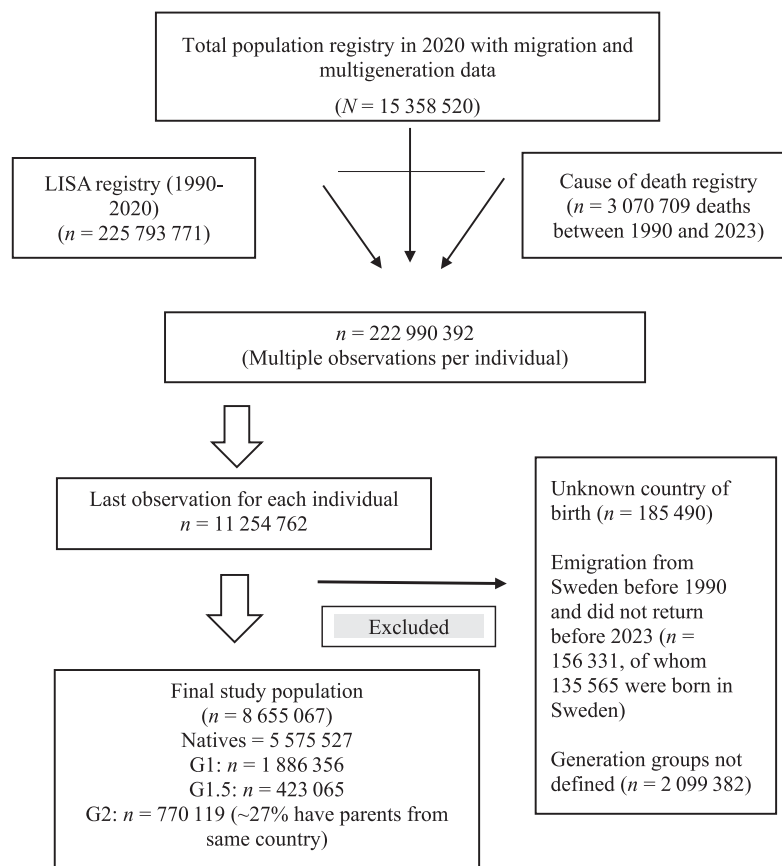 Total population registry in 2020 with migration and
multigeneration data
(N = 15 358 520)
LISA registry (1990-
2020)
(n = 225 793 771)
Cause of death registry
(n = 3 070 709 deaths
between 1990 and 2023)
n = 222 990 392
(Multiple observations per individual)
Last observation for each individual
n = 11 254 762
Unknown country of
birth (n = 185 490)
Emigration from
Sweden before 1990
and did not return
before 2023 (n =
156 331, of whom
135 565 were born in
Sweden)
Generation groups not
defined (n = 2 099 382)
Excluded
Final study population
(n = 8 655 067)
Natives = 5 575 527
G1: n = 1 886 356
G1.5: n = 423 065
G2: n = 770 119 (~27% have parents from
same country)